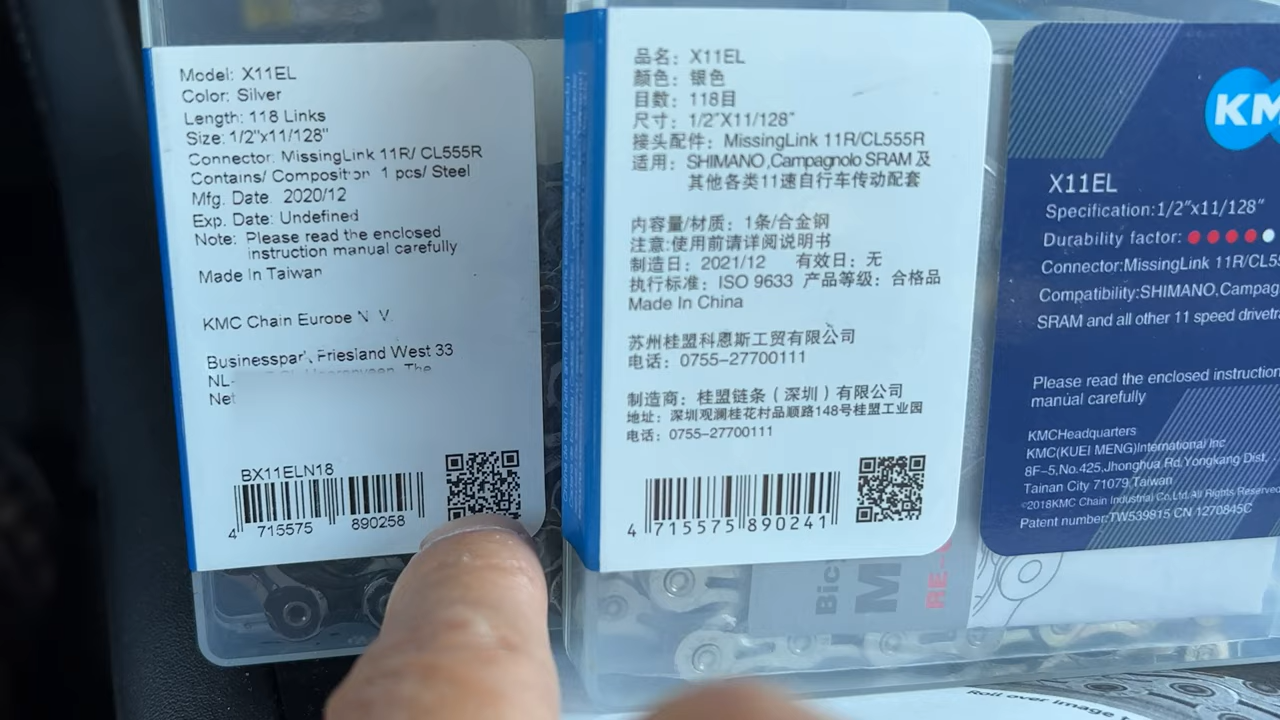 Model: X11EL
Color: Silver
Length: 118 Links
Size: 1/2"x11/128"
Connector: MissingLink 11R/ CL555R
Contains/ Composition 1 pcs/ Steel
Mfg. Date. 2020/12
Exp. Date: Undefined
Note: Please read the enclosed
instruction manual carefully
Made In Taiwan
KMC Chain Europe N V
Businesspark Friesland West 33
NL-
Net
BX11ELN18
4 715575 890258
品名：X11EL
颜色：银色
目数：118目
尺寸：1/2"X11/128"
接头配件：MissingLink 11R/CL555R
适用：SHIMANO,Campagnolo SRAM 及
其他各类11速自行车传动配套
内容量/材质：1条/合金钢
注意:使用前请详阅说明书
制造日：2021/12 有效日：无
执行标准：ISO 9633 产品等级：合格品
Made In China
苏州桂盟科恩斯工贸有限公司
电话：0755-27700111
制造商：桂盟链条（深圳）有限公司
地址：深圳观澜桂花村品顺路148号桂盟工业园
电话：0755-27700111
4 715575 890241
KM
X11EL
Specification:1/2"x11/128"
Durability factor:
Connector:MissingLink 11R/CL55
Compatibility:SHIMANO,Campag
SRAM and all other 11 speed drivetra
Please read the enclosed instruction
manual carefully
KMCHeadquarters
KMC(KUEI MENG)International Inc
8F-5,No.425,Jhonghua Rd,Yongkang Dist,
Tainan City 71079,Taiwan
©2018KMC Chain Industrial Co,Ltd.All Rights Reserved
Patent number:TW539815 CN 1270845C
Bic
M
RE-
Roll over image